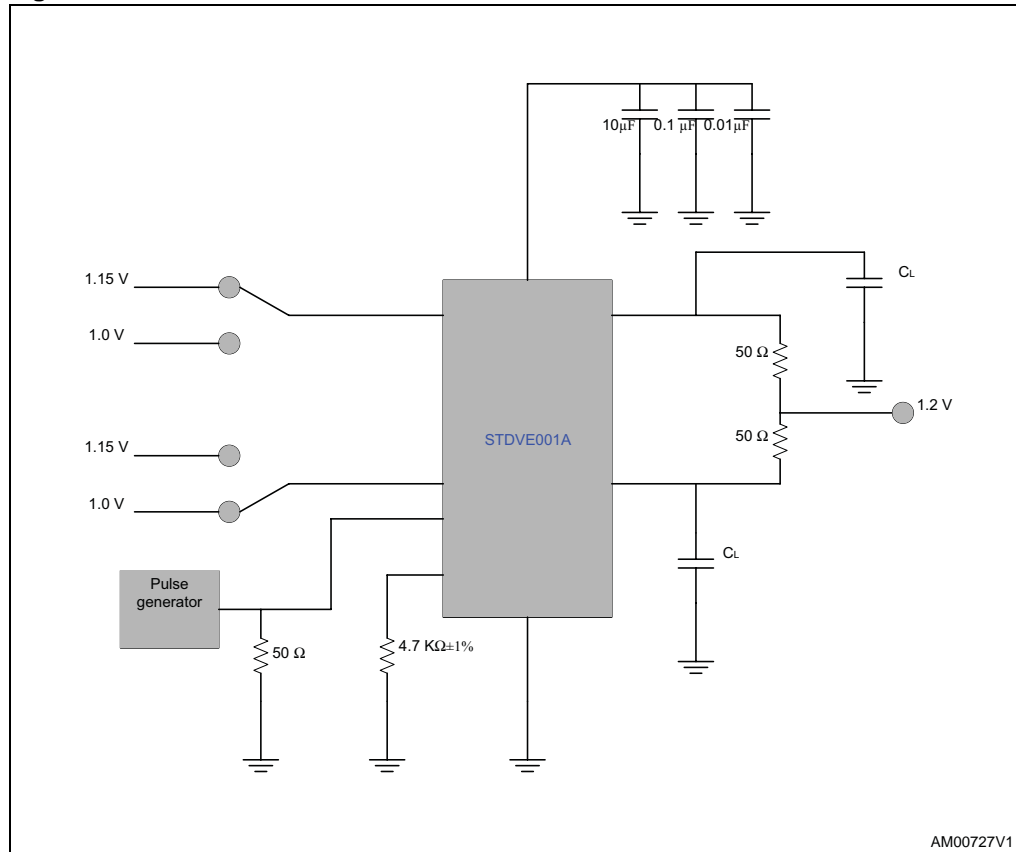 10μF 0.1 μF 0.01μF
1.15 V
CL
1.0 V
50 Ω
1.2 V
50 Ω
1.15 V
STDVE001A
1.0 V
CL
Pulse
generator
50 Ω
4.7 KΩ±1%
AM00727V1